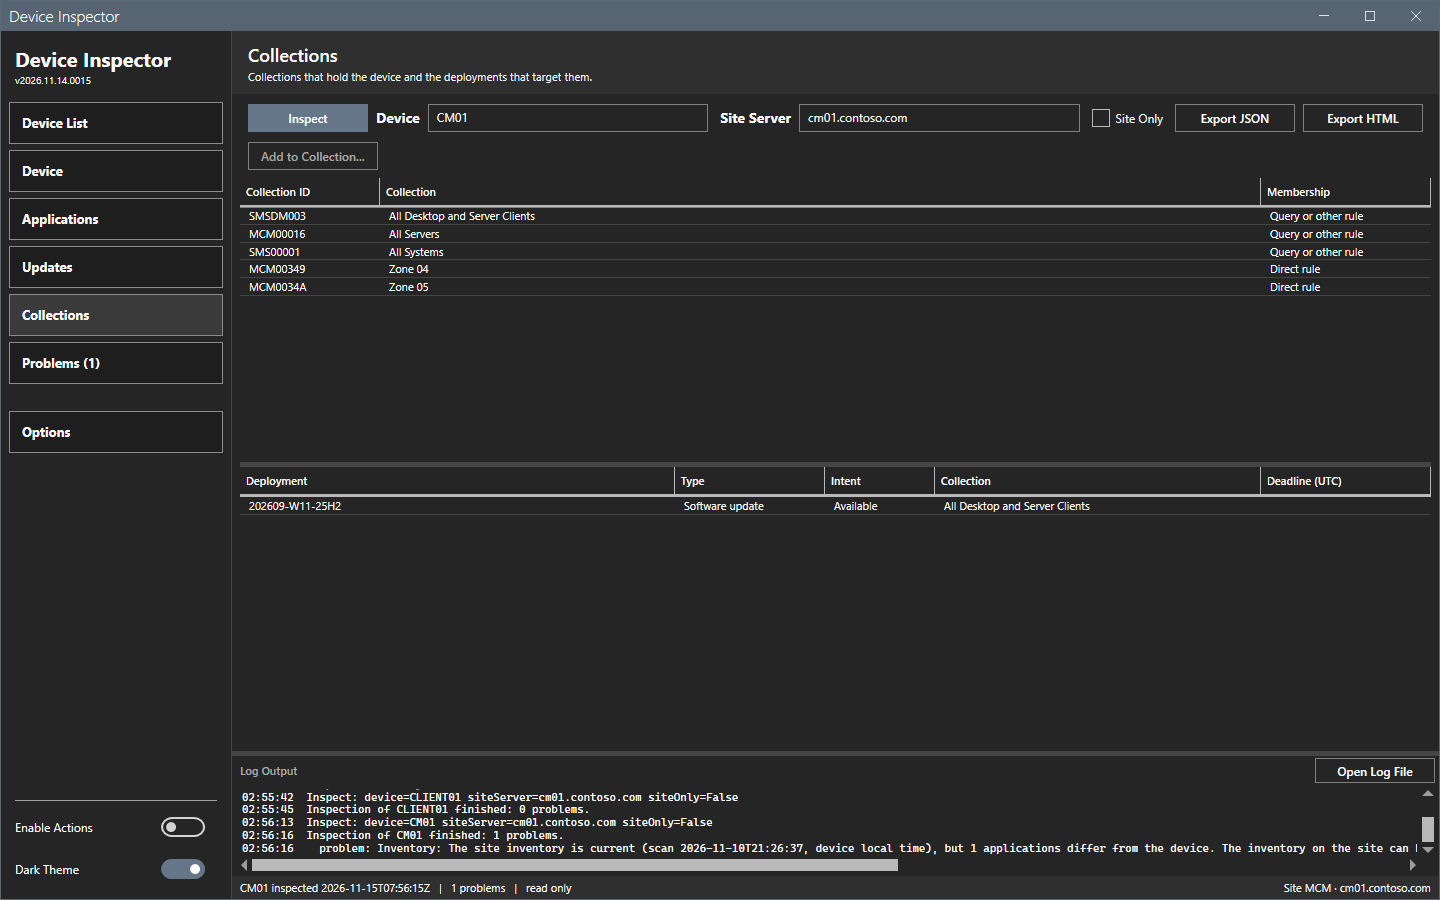 Device Inspector
Device Inspector
v2026.11.14.0015
Device List
Device
Applications
Updates
Collections
Problems (1)
Options
Enable Actions
Dark Theme
Collections
Collections that hold the device and the deployments that target them.
Inspect Device CM01 Site Server cm01.contoso.com Site Only Export JSON Export HTML
Add to Collection...
Collection ID Collection Membership
SMSDM003 All Desktop and Server Clients Query or other rule
MCM00016 All Servers Query or other rule
SMS00001 All Systems Query or other rule
MCM00349 Zone 04 Direct rule
MCM0034A Zone 05 Direct rule
Deployment Type Intent Collection Deadline (UTC)
202609-W11-25H2 Software update Available All Desktop and Server Clients
Log Output Open Log File
02:55:42 Inspect: device=CLIENT01 siteServer=cm01.contoso.com siteOnly=False
02:55:45 Inspection of CLIENT01 finished: 0 problems.
02:56:13 Inspect: device=CM01 siteServer=cm01.contoso.com siteOnly=False
02:56:16 Inspection of CM01 finished: 1 problems.
02:56:16 problem: Inventory: The site inventory is current (scan 2026-11-10T21:26:37, device local time), but 1 applications differ from the device. The inventory on the site can
CM01 inspected 2026-11-15T07:56:15Z | 1 problems | read only
Site MCM · cm01.contoso.com